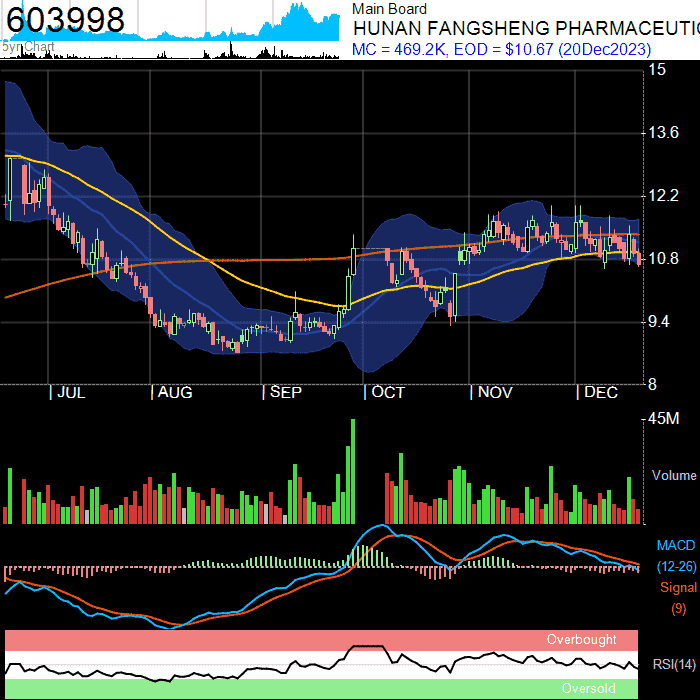 603998
5yr Chart
Main Board
HUNAN FANGSHENG PHARMACEUTIC
MC = 469.2K, EOD = $10.67 (20Dec2023)
15
13.6
12.2
10.8
9.4
8
| JUL | AUG | SEP | OCT | NOV | DEC
45M
Volume
MACD
(12-26)
Signal
(9)
Overbought
RSI(14)
Oversold